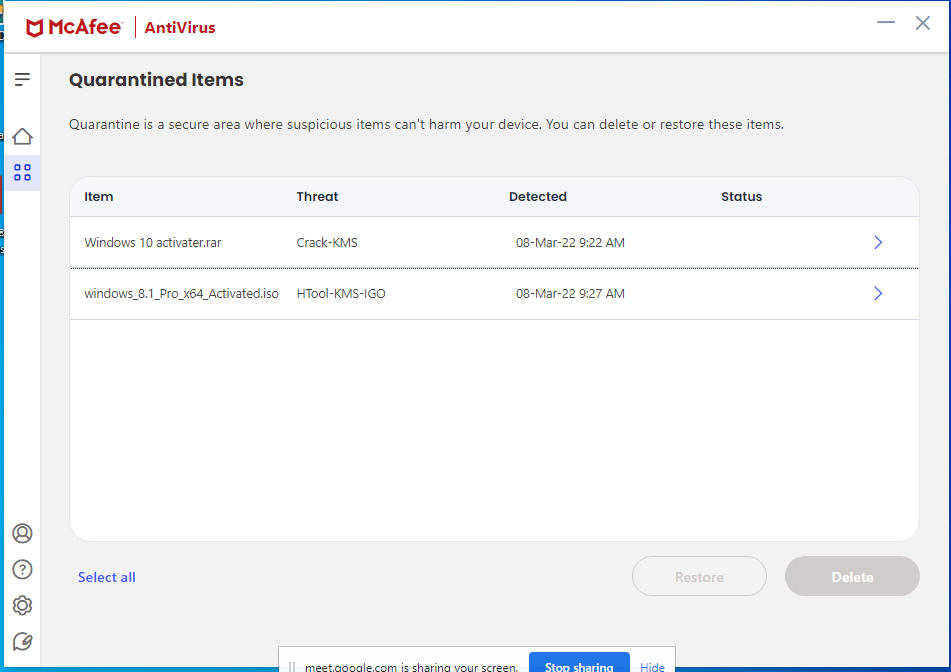 McAfee AntiVirus
Quarantined Items
Quarantine is a secure area where suspicious items can't harm your device. You can delete or restore these items.
Item Threat Detected Status
Windows 10 activater.rar Crack-KMS 08-Mar-22 9:22 AM
windows_8.1_Pro_x64_Activated.iso HTool-KMS-IGO 08-Mar-22 9:27 AM
Select all Restore Delete
meet.google.com is sharing your screen. Stop sharing Hide